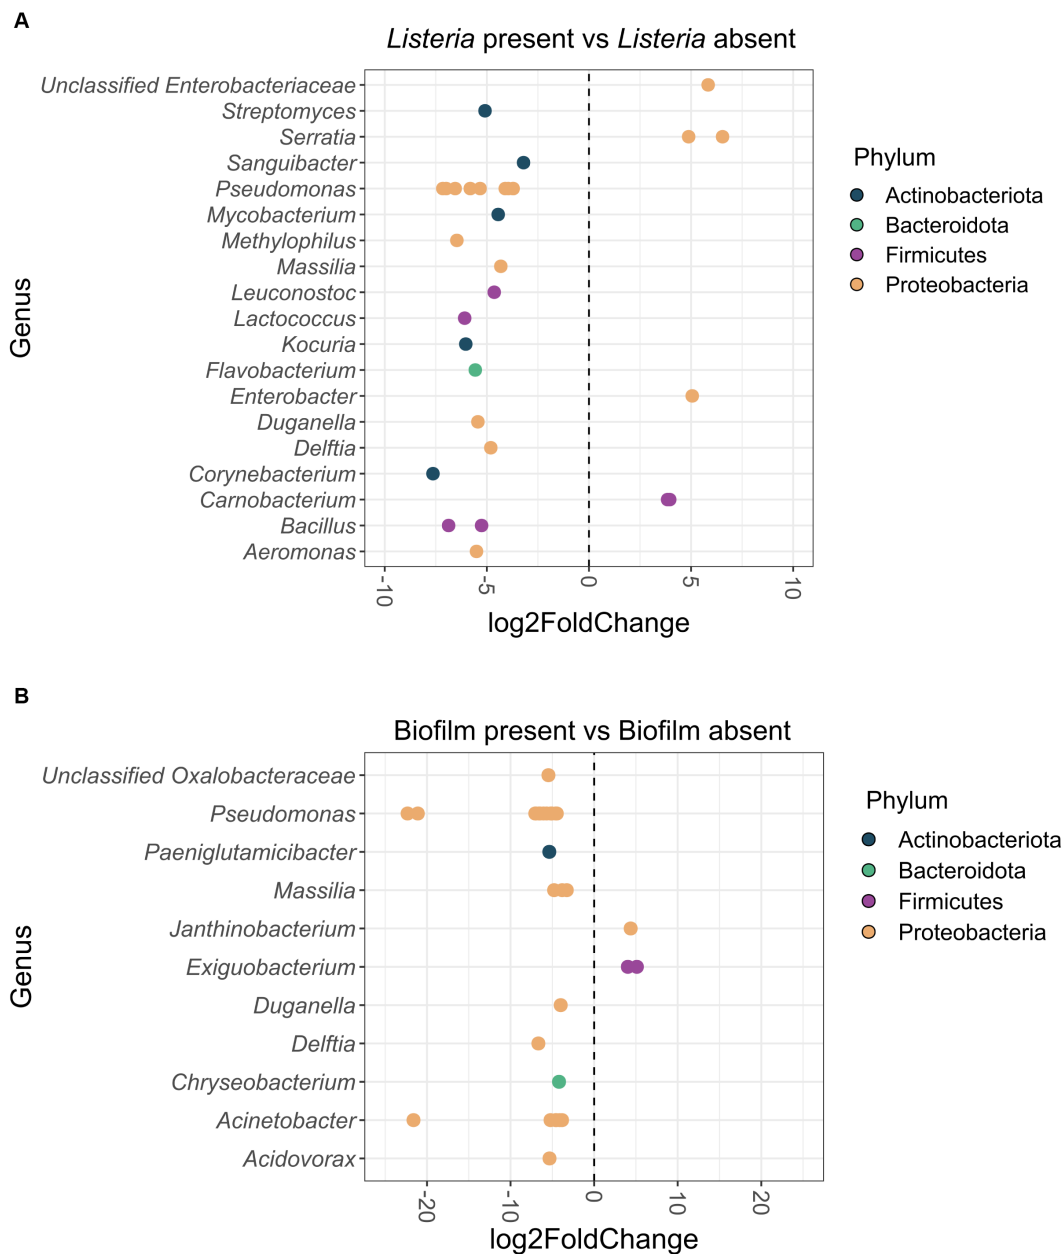 A
Listeria present vs Listeria absent
Unclassified Enterobacteriaceae
Streptomyces
Serratia
Sanguibacter
Pseudomonas
Mycobacterium
Methylophilus
Massilia
Leuconostoc
Lactococcus
Kocuria
Flavobacterium
Enterobacter
Duganella
Delftia
Corynebacterium
Carnobacterium
Bacillus
Aeromonas
Genus
-10 -5 0 5 10
log2FoldChange
Phylum
Actinobacteriota
Bacteroidota
Firmicutes
Proteobacteria
B
Biofilm present vs Biofilm absent
Unclassified Oxalobacteraceae
Pseudomonas
Paeniglutamicibacter
Massilia
Janthinobacterium
Exiguobacterium
Duganella
Delftia
Chryseobacterium
Acinetobacter
Acidovorax
Genus
-20 -10 0 10 20
log2FoldChange
Phylum
Actinobacteriota
Bacteroidota
Firmicutes
Proteobacteria